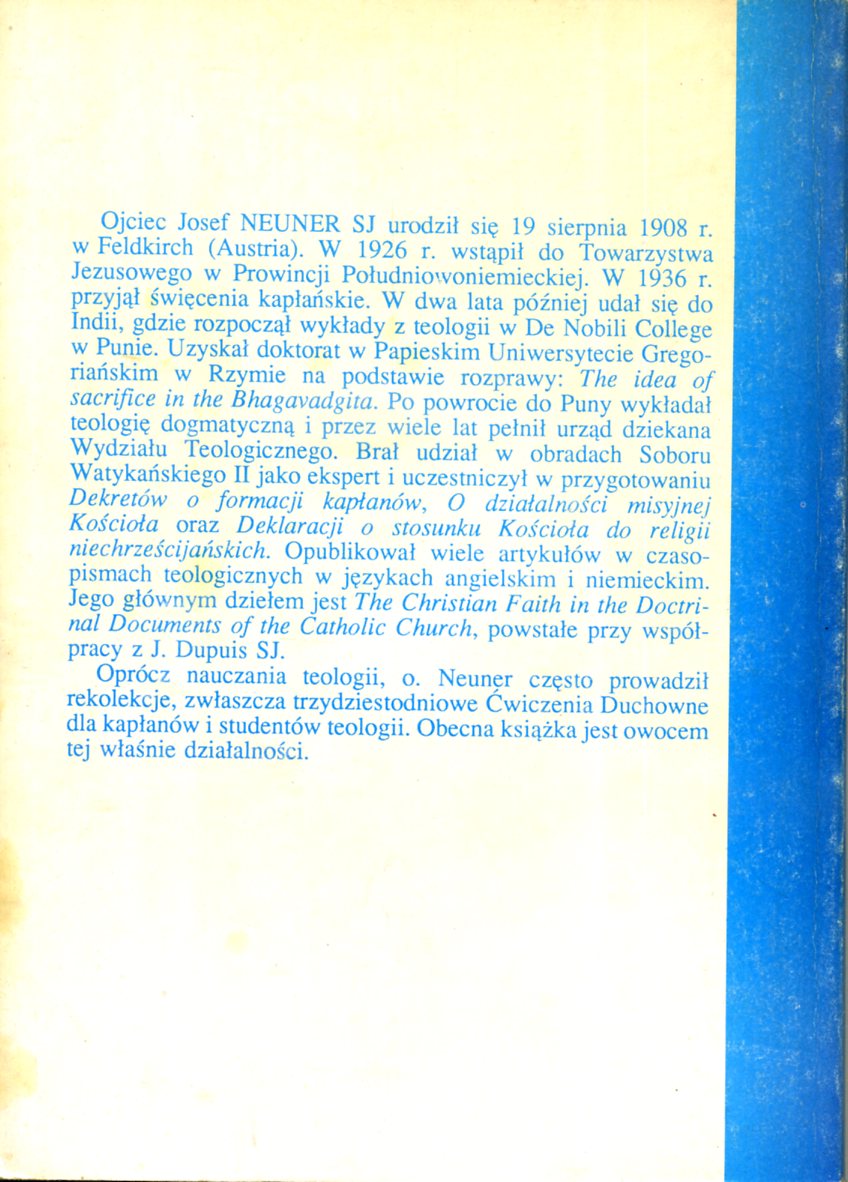 Ojciec Josef NEUNER SJ urodził się 19 sierpnia 1908 r.
w Feldkirch (Austria). W 1926 r. wstąpił do Towarzystwa
Jezusowego w Prowincji Południowoniemieckiej. W 1936 r.
przyjął święcenia kapłańskie. W dwa lata później udał się do
Indii, gdzie rozpoczął wykłady z teologii w De Nobili College
w Punie. Uzyskał doktorat w Papieskim Uniwersytecie Grego-
riańskim w Rzymie na podstawie rozprawy: The idea of
sacrifice in the Bhagavadgita. Po powrocie do Puny wykładał
teologię dogmatyczną i przez wiele lat pełnił urząd dziekana
Wydziału Teologicznego. Brał udział w obradach Soboru
Watykańskiego II jako ekspert i uczestniczył w przygotowaniu
Dekretów o formacji kapłanów, O działalności misyjnej
Kościoła oraz Deklaracji o stosunku Kościoła do religii
niechrześcijańskich. Opublikował wiele artykułów w czaso-
pismach teologicznych w językach angielskim i niemieckim.
Jego głównym dziełem jest The Christian Faith in the Doctri-
nal Documents of the Catholic Church, powstałe przy współ-
pracy z J. Dupuis SJ.
Oprócz nauczania teologii, o. Neuner często prowadził
rekolekcje, zwłaszcza trzydziestodniowe Ćwiczenia Duchowne
dla kapłanów i studentów teologii. Obecna książka jest owocem
tej właśnie działalności.